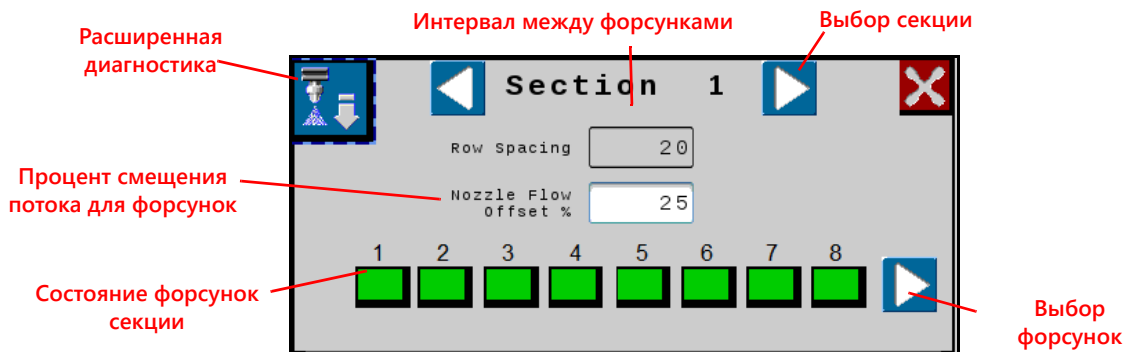 Интервал между форсунками
Выбор секции
Расширенная
диагностика
Section 1
Row Spacing 20
Процент смещения
потока для форсунок
Nozzle Flow
Offset % 25
1 2 3 4 5 6 7 8
Состояние форсунок
секции
Выбор
форсунок